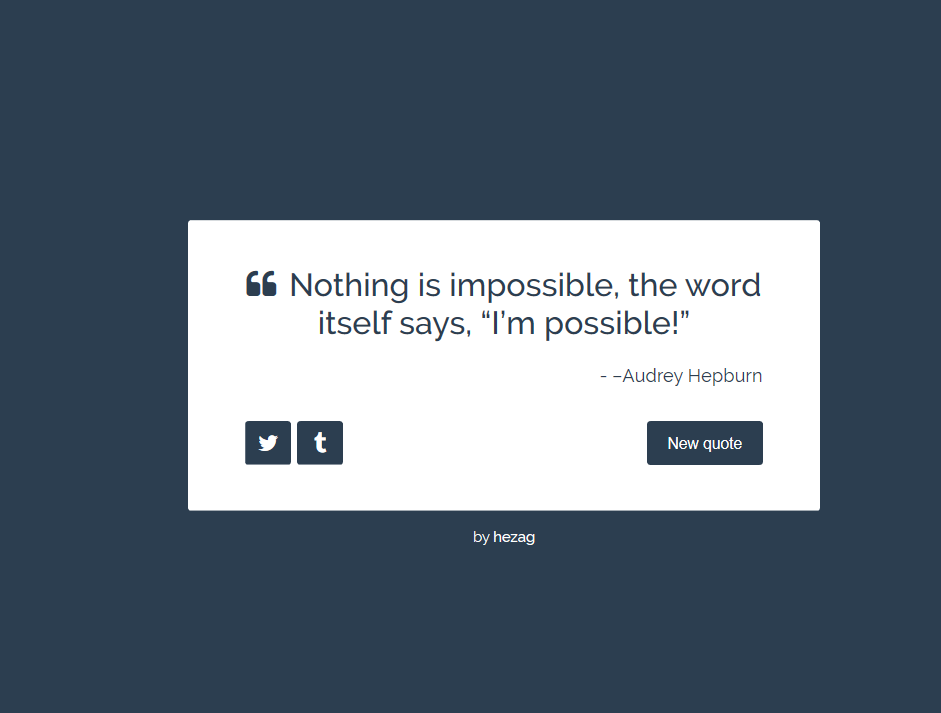 “ Nothing is impossible, the word
itself says, “I’m possible!”
- –Audrey Hepburn
New quote
by hezag